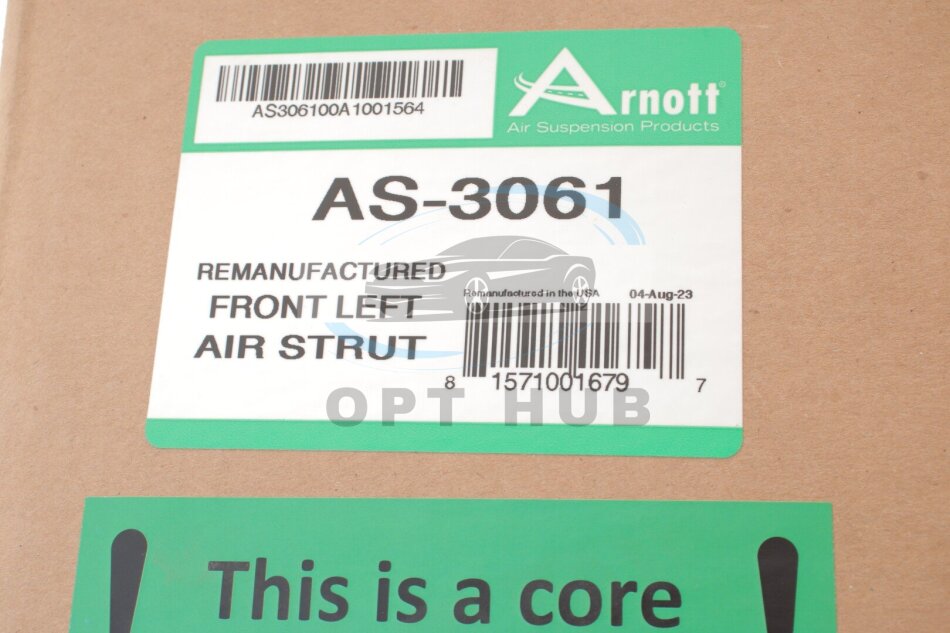 AS306100A1001564
Arnott®
Air Suspension Products
AS-3061
REMANUFACTURED
FRONT LEFT
AIR STRUT
Remanufactured in the USA 04-Aug-23
8 1571001679 7
OPT HUB
! This is a core !